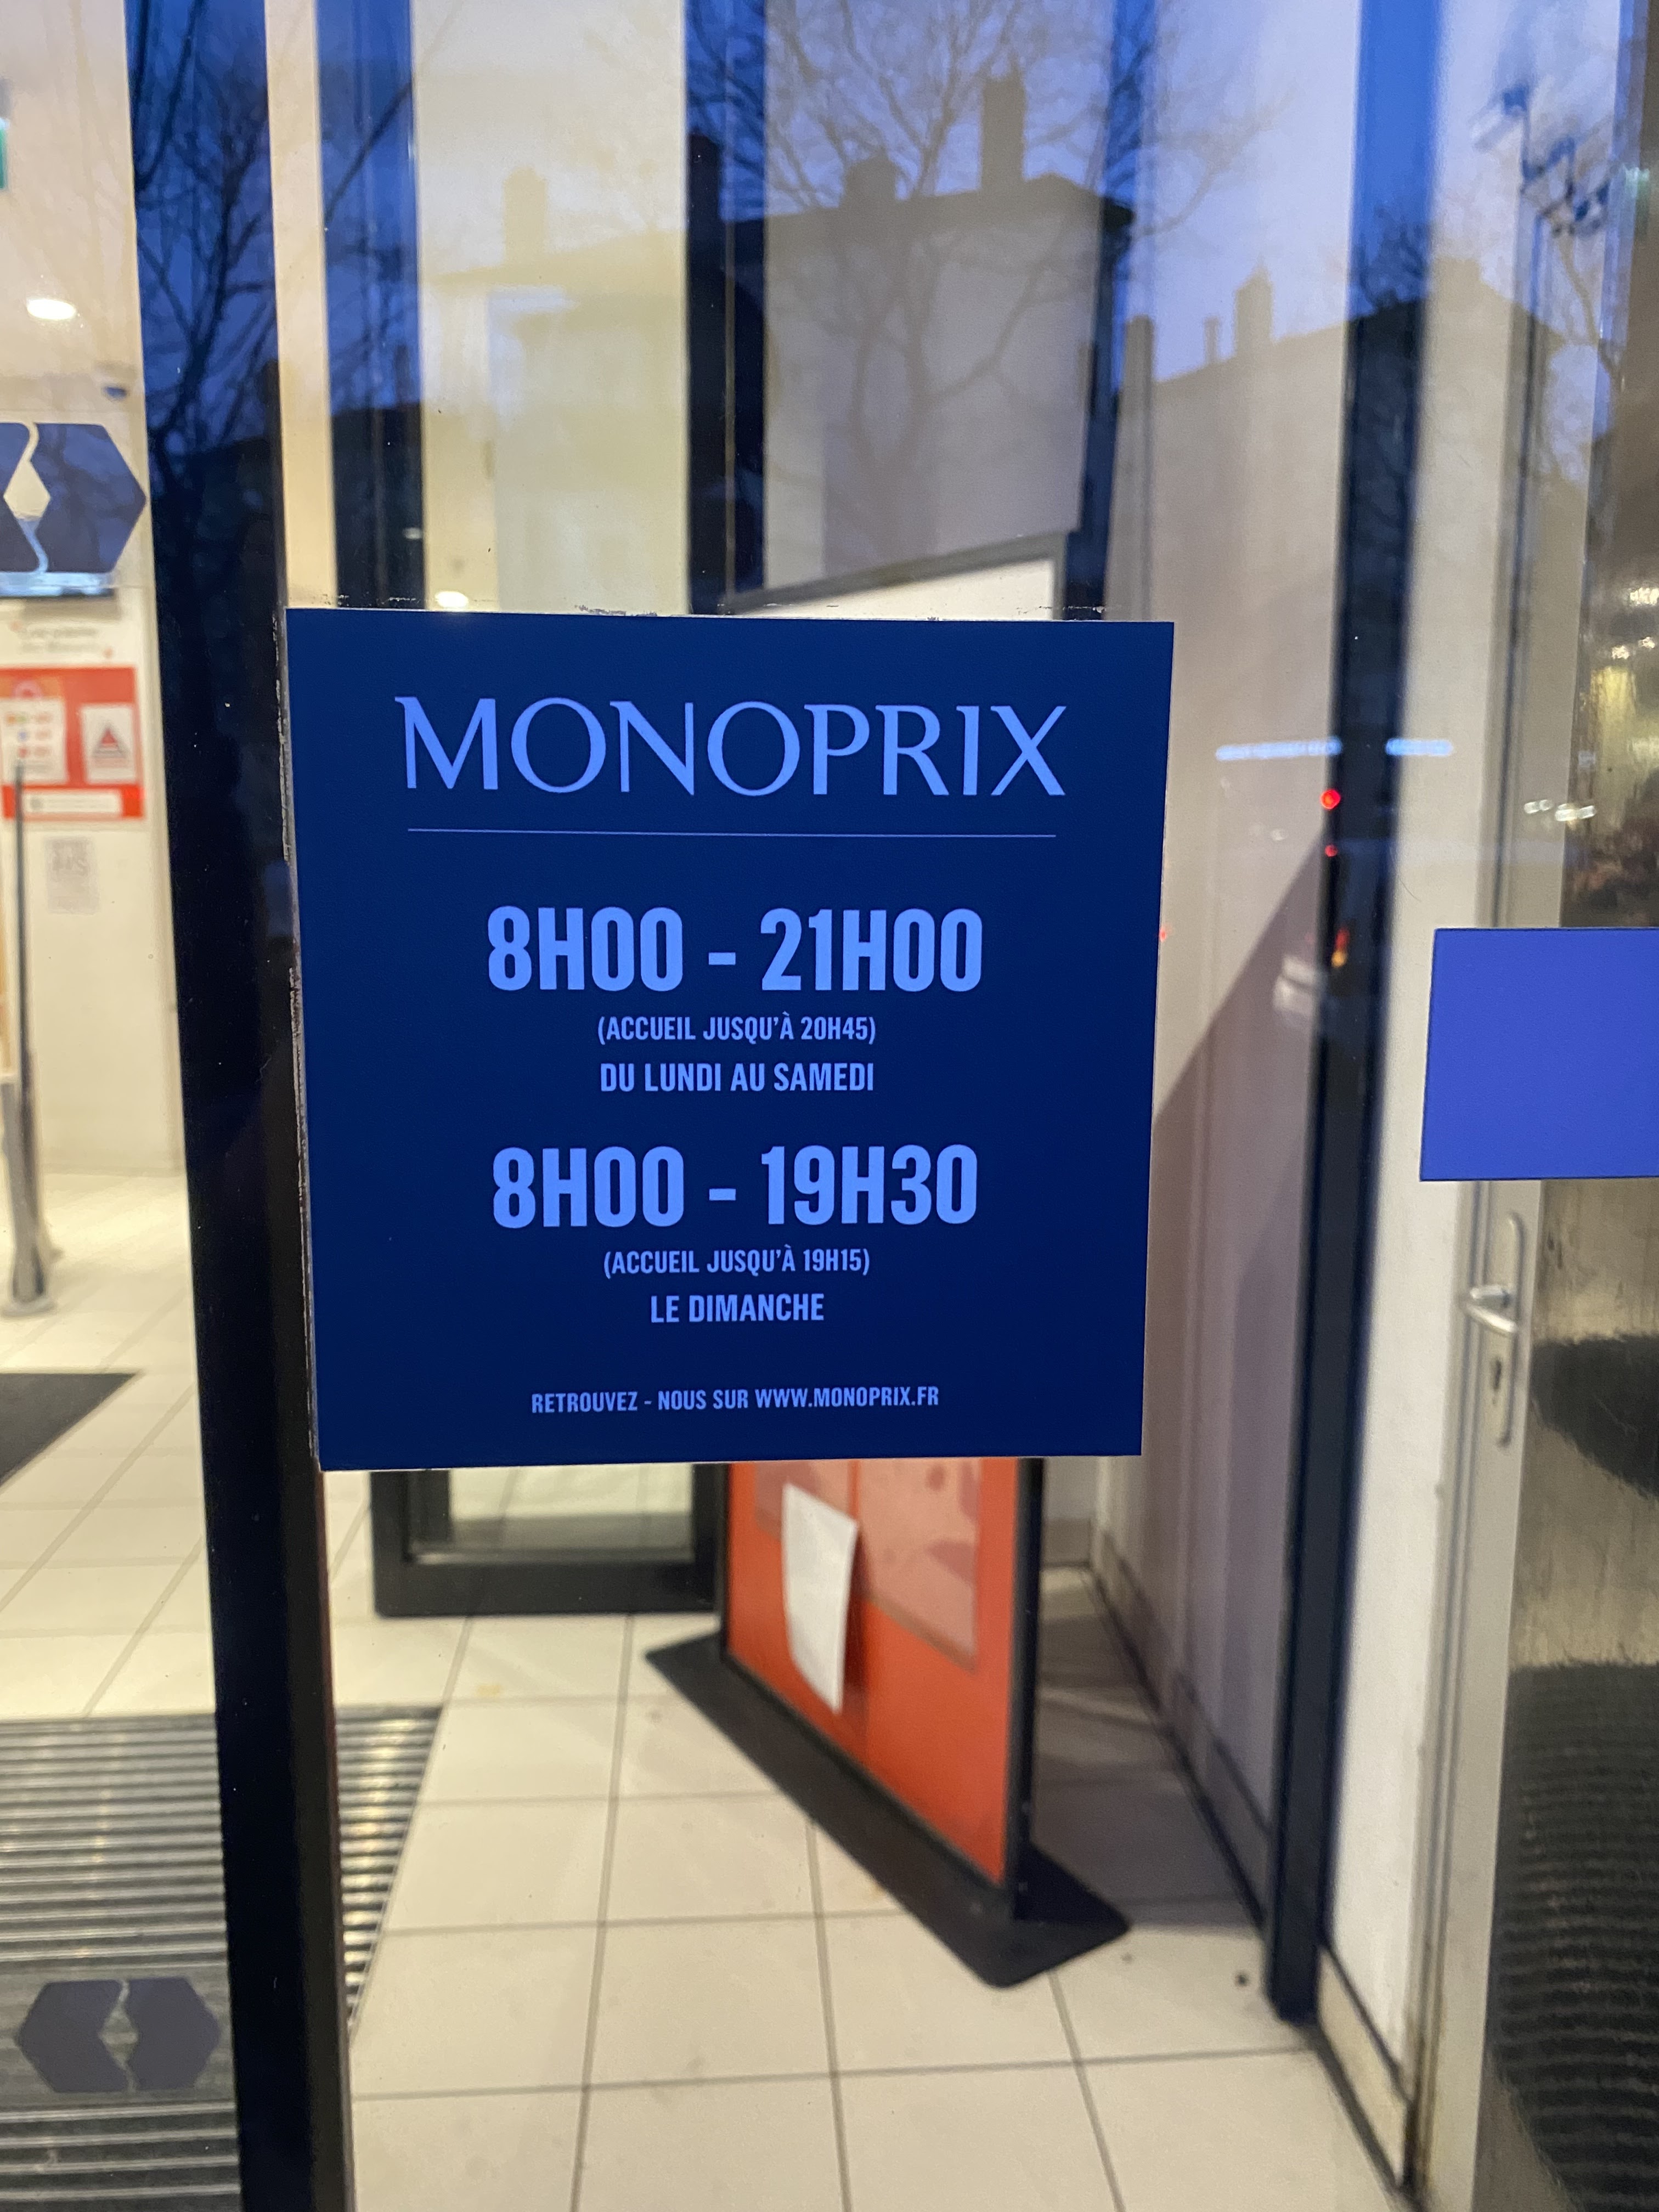 MONOPRIX
8H00 - 21H00
(ACCUEIL JUSQU'À 20H45)
DU LUNDI AU SAMEDI
8H00 - 19H30
(ACCUEIL JUSQU'À 19H15)
LE DIMANCHE
RETROUVEZ - NOUS SUR WWW.MONOPRIX.FR